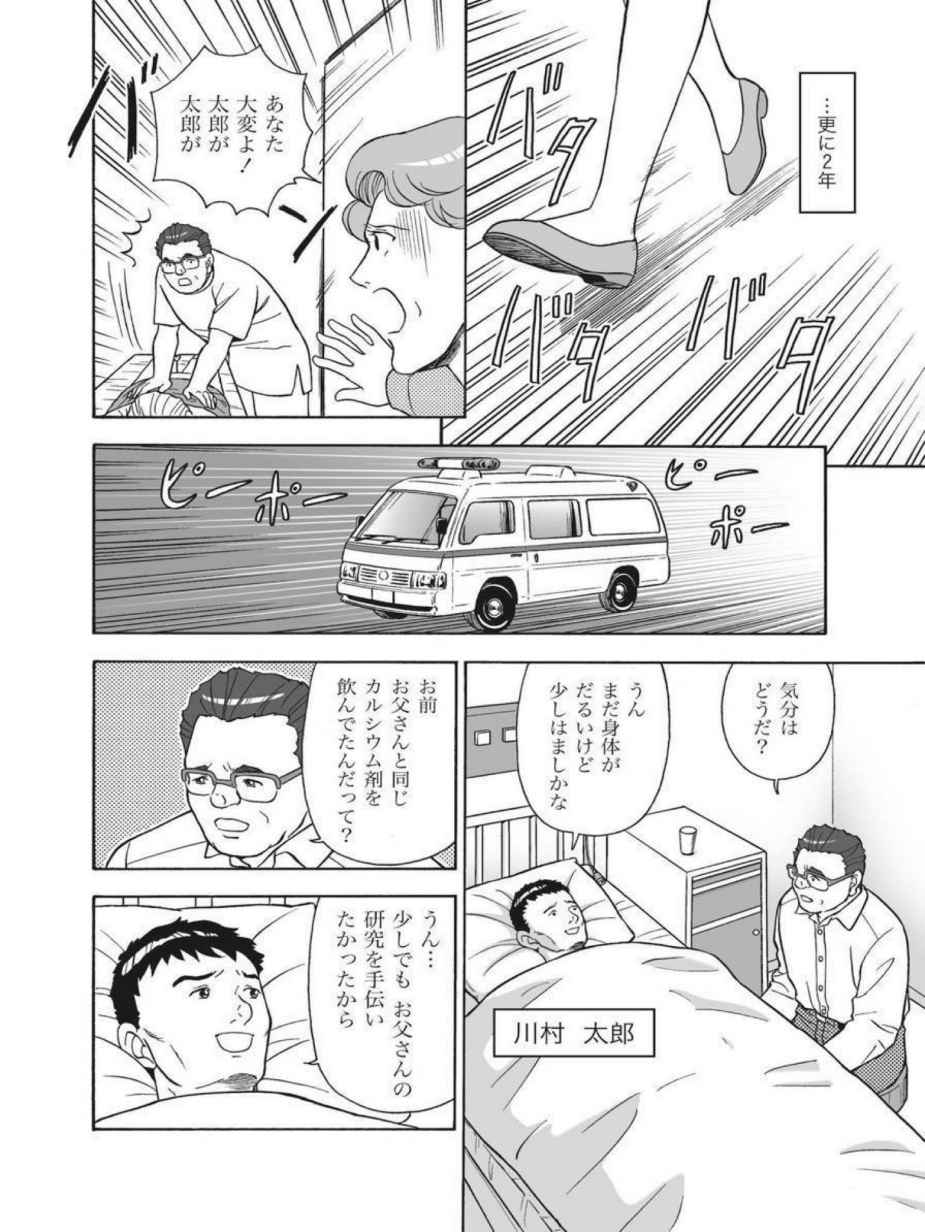 …更に2年
バタ
バタ
バタ
バタ
バン
あなた
大変よ！
太郎が
太郎が
ピーポー
ピーポー
気分は
どうだ？
うん
まだ身体が
だるいけど
少しはましかな
川村　太郎
お前
お父さんと同じ
カルシウム剤を
飲んでたんだって？
うん…
少しでも　お父さんの
研究を手伝い
たかったから